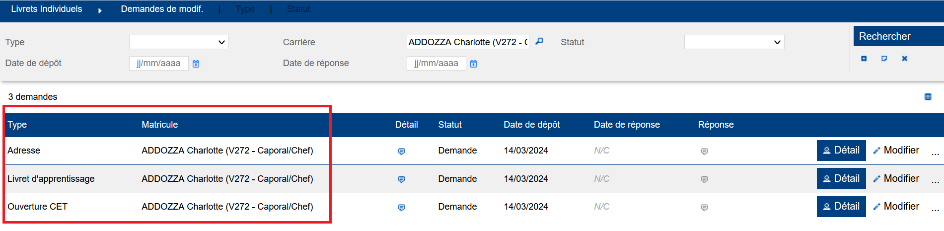 Livrets Individuels Demandes de modif. | Type | Statut
Type Carrière ADDOZZA Charlotte (V272 - C Statut Rechercher
Date de dépôt jj/mm/aaaa Date de réponse jj/mm/aaaa
3 demandes
Type Matricule Détail Statut Date de dépôt Date de réponse Réponse
Adresse ADDOZZA Charlotte (V272 - Caporal/Chef) Demande 14/03/2024 N/C Détail Modifier ...
Livret d'apprentissage ADDOZZA Charlotte (V272 - Caporal/Chef) Demande 14/03/2024 N/C Détail Modifier ...
Ouverture CET ADDOZZA Charlotte (V272 - Caporal/Chef) Demande 14/03/2024 N/C Détail Modifier ...